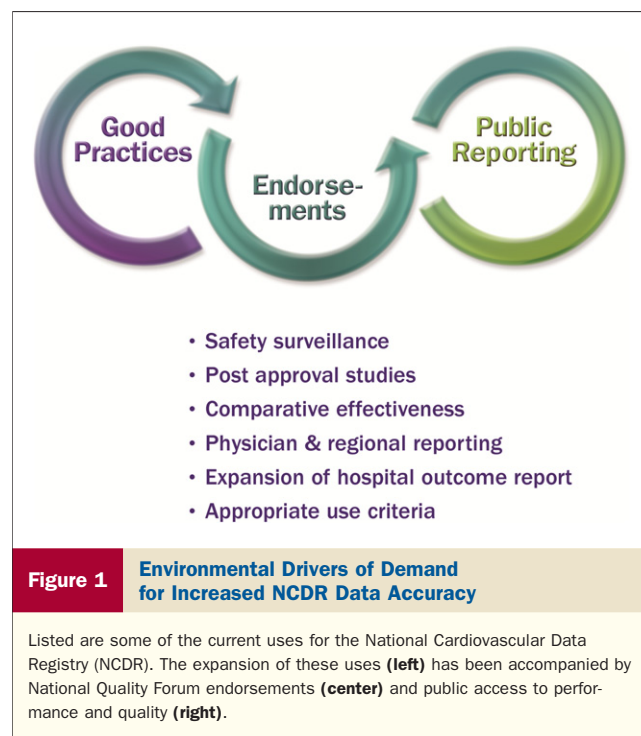 Good
Practices
Endorse-
ments
Public
Reporting
• Safety surveillance
• Post approval studies
• Comparative effectiveness
• Physician & regional reporting
• Expansion of hospital outcome report
• Appropriate use criteria
Figure 1
Environmental Drivers of Demand
for Increased NCDR Data Accuracy
Listed are some of the current uses for the National Cardiovascular Data
Registry (NCDR). The expansion of these uses (left) has been accompanied by
National Quality Forum endorsements (center) and public access to perfor-
mance and quality (right).